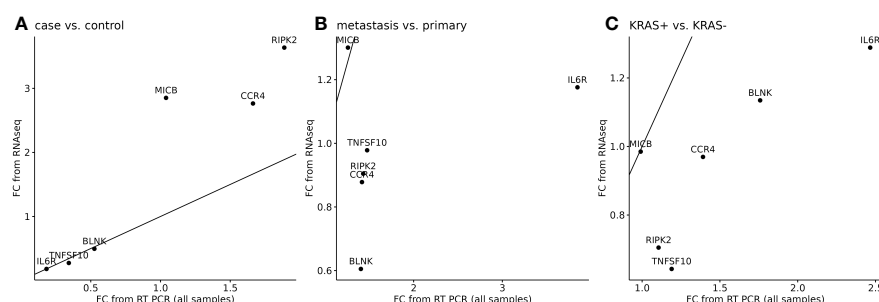 A case vs. control
RIPK2
MICB
CCR4
BLNK
TNFSF10
IL6R
3
2
1
0.5
1.0
1.5
FC from RNAseq
FC from RT PCR (all samples)
B metastasis vs. primary
MICB
IL6R
TNFSF10
RIPK2
CCR4
BLNK
1.2
1.0
0.8
0.6
2
3
FC from RNAseq
FC from RT PCR (all samples)
C KRAS+ vs. KRAS-
IL6R
BLNK
MICB
CCR4
RIPK2
TNFSF10
1.2
1.0
0.8
1.0
1.5
2.0
2.5
FC from RNAseq
FC from RT PCR (all samples)